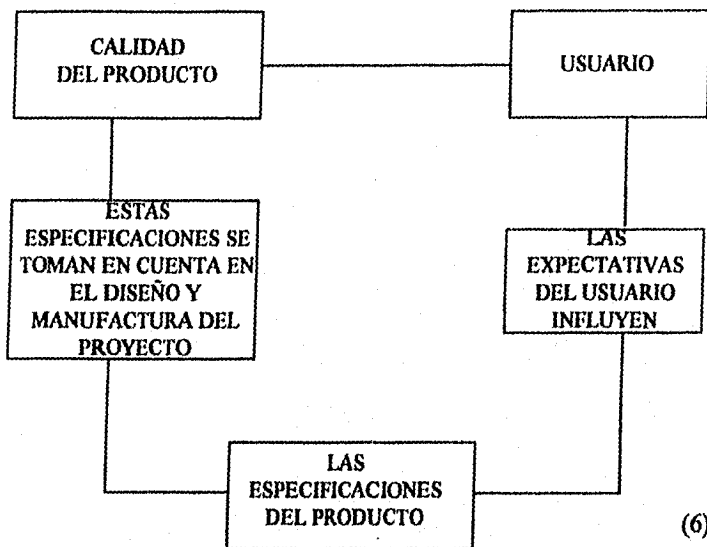 CALIDAD
DEL PRODUCTO
USUARIO
ESTAS
ESPECIFICACIONES SE
TOMAN EN CUENTA EN
EL DISEÑO Y
MANUFACTURA DEL
PROYECTO
LAS
EXPECTATIVAS
DEL USUARIO
INFLUYEN
LAS
ESPECIFICACIONES
DEL PRODUCTO
(6)